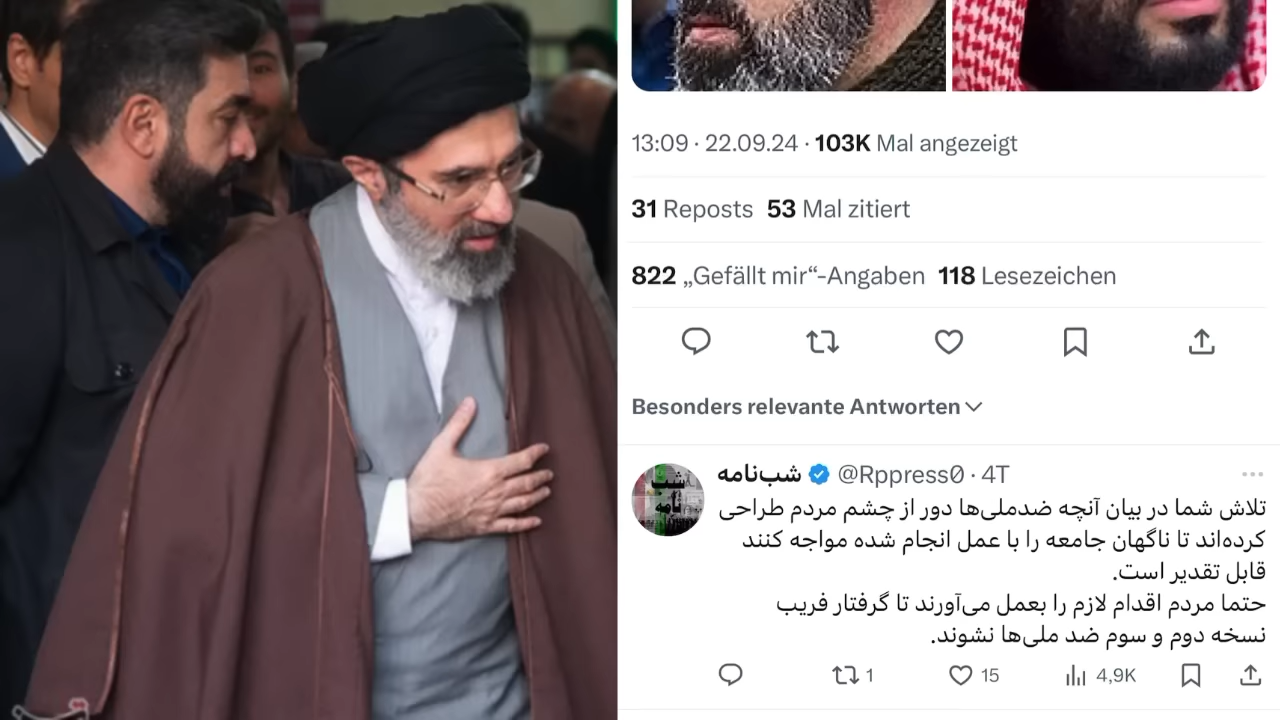 13:09 · 22.09.24 · 103K Mal angezeigt
31 Reposts 53 Mal zitiert
822 „Gefällt mir“-Angaben 118 Lesezeichen
Besonders relevante Antworten
شب‌نامه @Rppress0 · 4T
شب
نامه
تلاش شما در بیان آنچه ضدملی‌ها دور از چشم مردم طراحی
کرده‌اند تا ناگهان جامعه را با عمل انجام شده مواجه کنند
قابل تقدیر است.
حتما مردم اقدام لازم را بعمل می‌آورند تا گرفتار فریب
نسخه دوم و سوم ضد ملی‌ها نشوند.
1 15 4,9K